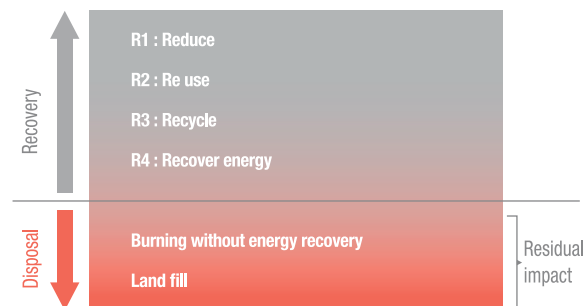 Recovery
R1 : Reduce
R2 : Re use
R3 : Recycle
R4 : Recover energy
Disposal
Burning without energy recovery
Land fill
Residual
impact